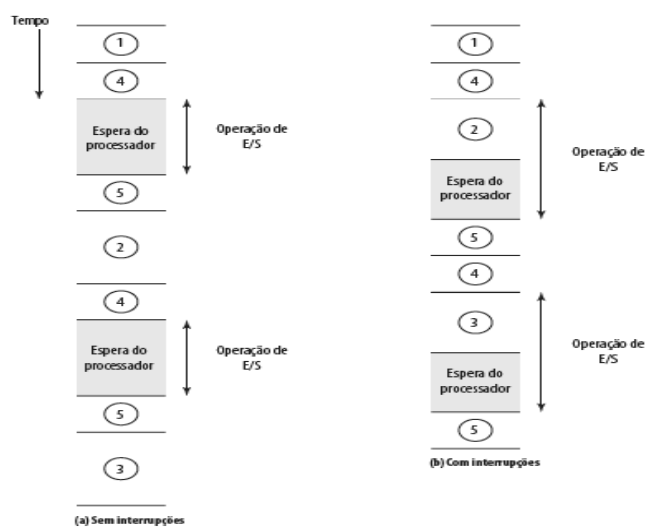 Tempo
1
4
Espera do
processador
Operação de
E/S
5
2
4
Espera do
processador
Operação de
E/S
5
3
(a) Sem interrupções
1
4
2
Espera do
processador
Operação de
E/S
5
4
3
Espera do
processador
Operação de
E/S
5
(b) Com interrupções